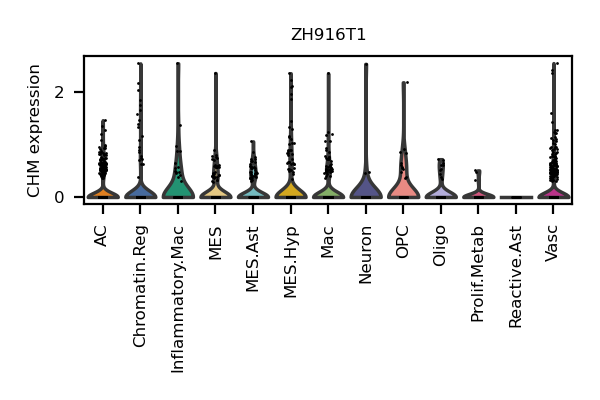 ZH916T1
CHM expression
2
0
AC
Chromatin.Reg
Inflammatory.Mac
MES
MES.Ast
MES.Hyp
Mac
Neuron
OPC
Oligo
Prolif.Metab
Reactive.Ast
Vasc